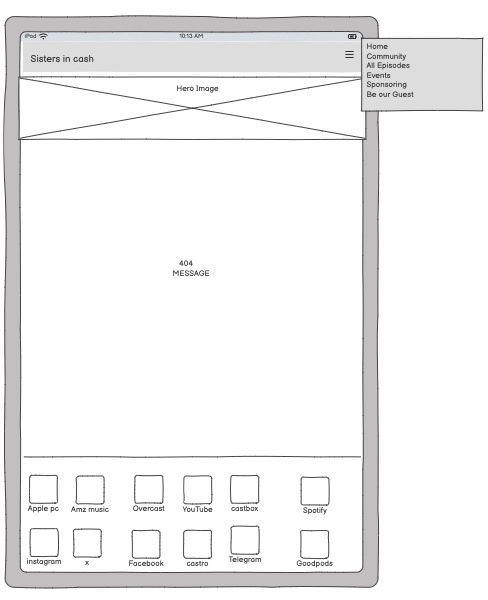 iPod
10:13 AM
Sisters in cash
Home
Community
All Episodes
Events
Sponsoring
Be our Guest
Hero Image
404
MESSAGE
Apple pc
Amz music
Overcast
YouTube
castbox
Spotify
instagram
x
Facebook
castro
Telegram
Goodpods